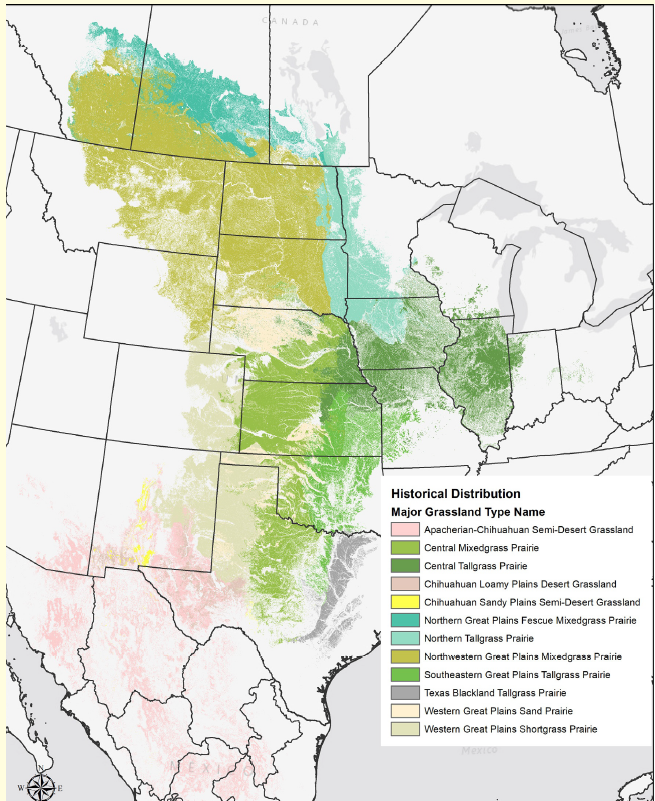 CANADA
Historical Distribution
Major Grassland Type Name
Apacherian-Chihuahuan Semi-Desert Grassland
Central Mixedgrass Prairie
Central Tallgrass Prairie
Chihuahuan Loamy Plains Desert Grassland
Chihuahuan Sandy Plains Semi-Desert Grassland
Northern Great Plains Fescue Mixedgrass Prairie
Northern Tallgrass Prairie
Northwestern Great Plains Mixedgrass Prairie
Southeastern Great Plains Tallgrass Prairie
Texas Blackland Tallgrass Prairie
Western Great Plains Sand Prairie
Western Great Plains Shortgrass Prairie
Mexico
MÉXICO
N
W E